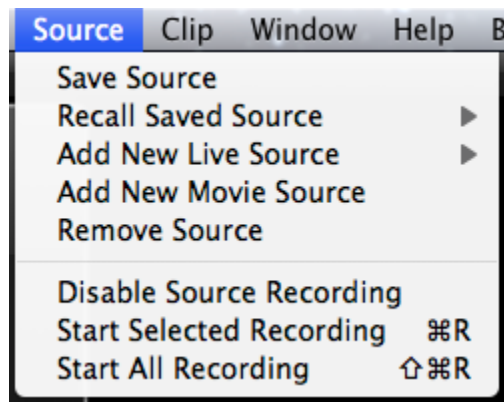 Source Clip Window Help
Save Source
Recall Saved Source ▶
Add New Live Source ▶
Add New Movie Source
Remove Source
Disable Source Recording
Start Selected Recording ⌘R
Start All Recording ⇧⌘R